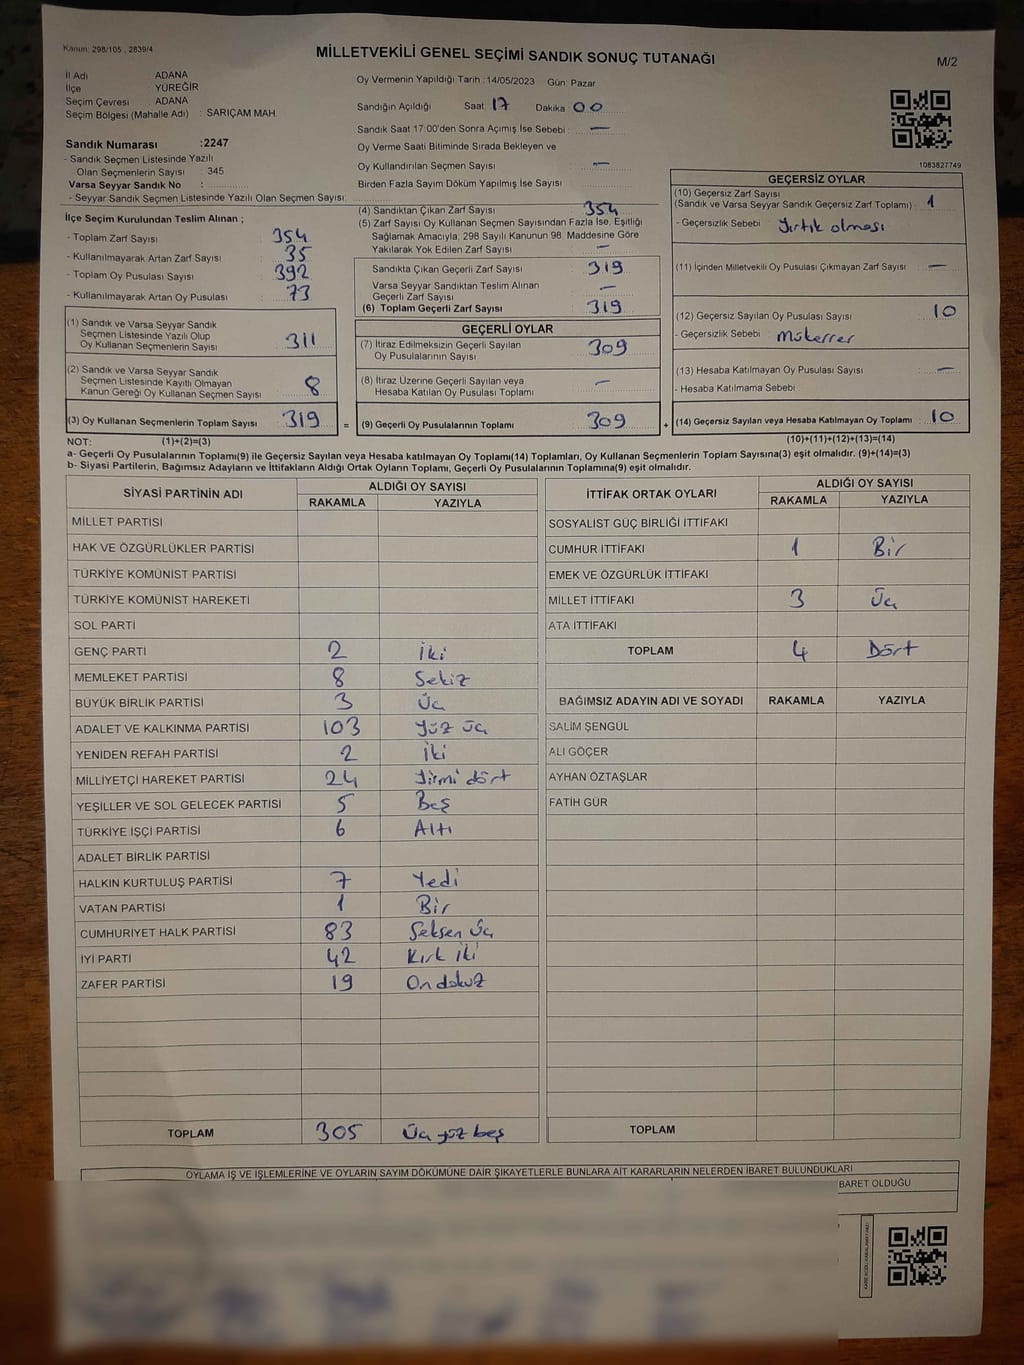 Kanun: 298/105 , 2839/4
MİLLETVEKİLİ GENEL SEÇİMİ SANDIK SONUÇ TUTANAĞI
M/2
İl Adı ADANA
İlçe YÜREĞİR
Seçim Çevresi ADANA
Seçim Bölgesi (Mahalle Adı) : SARIÇAM MAH.
Sandık Numarası :2247
- Sandık Seçmen Listesinde Yazılı
Olan Seçmenlerin Sayısı : 345
Varsa Seyyar Sandık No :
- Seyyar Sandık Seçmen Listesinde Yazılı Olan Seçmen Sayısı:
Oy Vermenin Yapıldığı Tarih :14/05/2023 Gün: Pazar
Sandığın Açıldığı Saat: 17 Dakika : 00
Sandık Saat 17:00'den Sonra Açımış İse Sebebi : —
Oy Verme Saati Bitiminde Sırada Bekleyen ve
Oy Kullandırılan Seçmen Sayısı —
Birden Fazla Sayım Döküm Yapılmış İse Sayısı
1083827749
İlçe Seçim Kurulundan Teslim Alınan ;
- Toplam Zarf Sayısı : 354
- Kullanılmayarak Artan Zarf Sayısı : 35
- Toplam Oy Pusulası Sayısı : 392
- Kullanılmayarak Artan Oy Pusulası : 73
(1) Sandık ve Varsa Seyyar Sandık
Seçmen Listesinde Yazılı Olup
Oy Kullanan Seçmenlerin Sayısı : 311
(2) Sandık ve Varsa Seyyar Sandık
Seçmen Listesinde Kayıtlı Olmayan
Kanun Gereği Oy Kullanan Seçmen Sayısı : 8
(3) Oy Kullanan Seçmenlerin Toplam Sayısı : 319
(4) Sandıktan Çıkan Zarf Sayısı : 354
(5) Zarf Sayısı Oy Kullanan Seçmen Sayısından Fazla İse, Eşitliği
Sağlamak Amacıyla, 298 Sayılı Kanunun 98. Maddesine Göre
Yakılarak Yok Edilen Zarf Sayısı : —
Sandıkta Çıkan Geçerli Zarf Sayısı : 319
Varsa Seyyar Sandıktan Teslim Alınan
Geçerli Zarf Sayısı : —
(6) Toplam Geçerli Zarf Sayısı : 319
GEÇERLİ OYLAR
(7) İtiraz Edilmeksizin Geçerli Sayılan
Oy Pusulalarının Sayısı : 309
(8) İtiraz Üzerine Geçerli Sayılan veya
Hesaba Katılan Oy Pusulası Toplamı : —
= (9) Geçerli Oy Pusulalarının Toplamı : 309
GEÇERSİZ OYLAR
(10) Geçersiz Zarf Sayısı
(Sandık ve Varsa Seyyar Sandık Geçersiz Zarf Toplamı) : 1
- Geçersizlik Sebebi : Yırtık olması
(11) İçinden Milletvekili Oy Pusulası Çıkmayan Zarf Sayısı : —
(12) Geçersiz Sayılan Oy Pusulası Sayısı : 10
- Geçersizlik Sebebi : Mükerrer
(13) Hesaba Katılmayan Oy Pusulası Sayısı : —
- Hesaba Katılmama Sebebi :
+ (14) Geçersiz Sayılan veya Hesaba Katılmayan Oy Toplamı : 10
NOT: (1)+(2)=(3) (10)+(11)+(12)+(13)=(14)
a- Geçerli Oy Pusulalarının Toplamı(9) ile Geçersiz Sayılan veya Hesaba katılmayan Oy Toplamı(14) Toplamları, Oy Kullanan Seçmenlerin Toplam Sayısına(3) eşit olmalıdır. (9)+(14)=(3)
b- Siyasi Partilerin, Bağımsız Adayların ve İttifakların Aldığı Ortak Oyların Toplamı, Geçerli Oy Pusulalarının Toplamına(9) eşit olmalıdır.
SİYASİ PARTİNİN ADI ALDIĞI OY SAYISI
RAKAMLA YAZIYLA
MİLLET PARTİSİ
HAK VE ÖZGÜRLÜKLER PARTİSİ
TÜRKİYE KOMÜNİST PARTİSİ
TÜRKİYE KOMÜNİST HAREKETİ
SOL PARTİ
GENÇ PARTİ 2 İki
MEMLEKET PARTİSİ 8 Sekiz
BÜYÜK BİRLİK PARTİSİ 3 Üç
ADALET VE KALKINMA PARTİSİ 103 Yüz üç
YENİDEN REFAH PARTİSİ 2 İki
MİLLİYETÇİ HAREKET PARTİSİ 24 Yirmi dört
YEŞİLLER VE SOL GELECEK PARTİSİ 5 Beş
TÜRKİYE İŞÇİ PARTİSİ 6 Altı
ADALET BİRLİK PARTİSİ
HALKIN KURTULUŞ PARTİSİ 7 Yedi
VATAN PARTİSİ 1 Bir
CUMHURİYET HALK PARTİSİ 83 Seksen üç
İYİ PARTİ 42 Kırk iki
ZAFER PARTİSİ 19 On dokuz
TOPLAM 305 Üç yüz beş
İTTİFAK ORTAK OYLARI ALDIĞI OY SAYISI
RAKAMLA YAZIYLA
SOSYALİST GÜÇ BİRLİĞİ İTTİFAKI
CUMHUR İTTİFAKI 1 Bir
EMEK VE ÖZGÜRLÜK İTTİFAKI
MİLLET İTTİFAKI 3 Üç
ATA İTTİFAKI
TOPLAM 4 Dört
BAĞIMSIZ ADAYIN ADI VE SOYADI RAKAMLA YAZIYLA
SALİM ŞENGÜL
ALİ GÖÇER
AYHAN ÖZTAŞLAR
FATİH GÜR
TOPLAM
OYLAMA İŞ VE İŞLEMLERİNE VE OYLARIN SAYIM DÖKÜMÜNE DAİR ŞİKAYETLERLE BUNLARA AİT KARARLARIN NELERDEN İBARET BULUNDUKLARI
BARET OLDUĞU